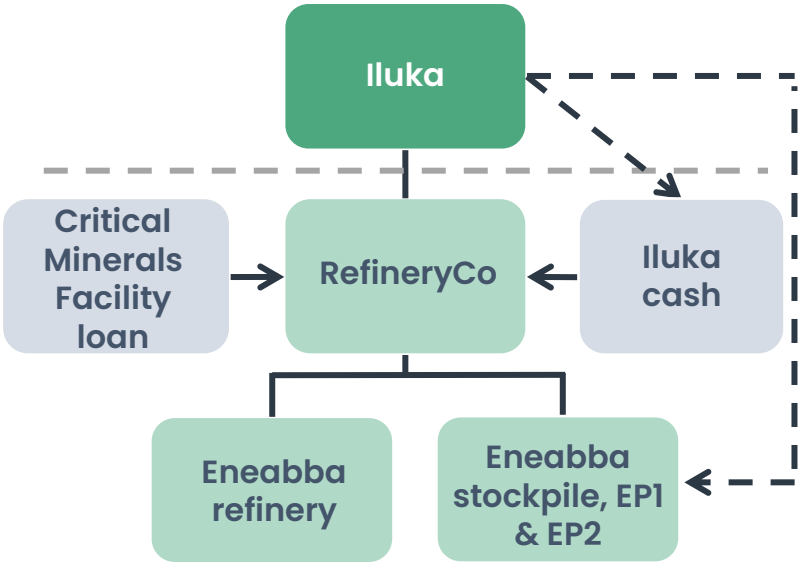 Iluka
Critical
Minerals
Facility
loan
RefineryCo
Iluka
cash
Eneabba
refinery
Eneabba
stockpile, EP1
& EP2